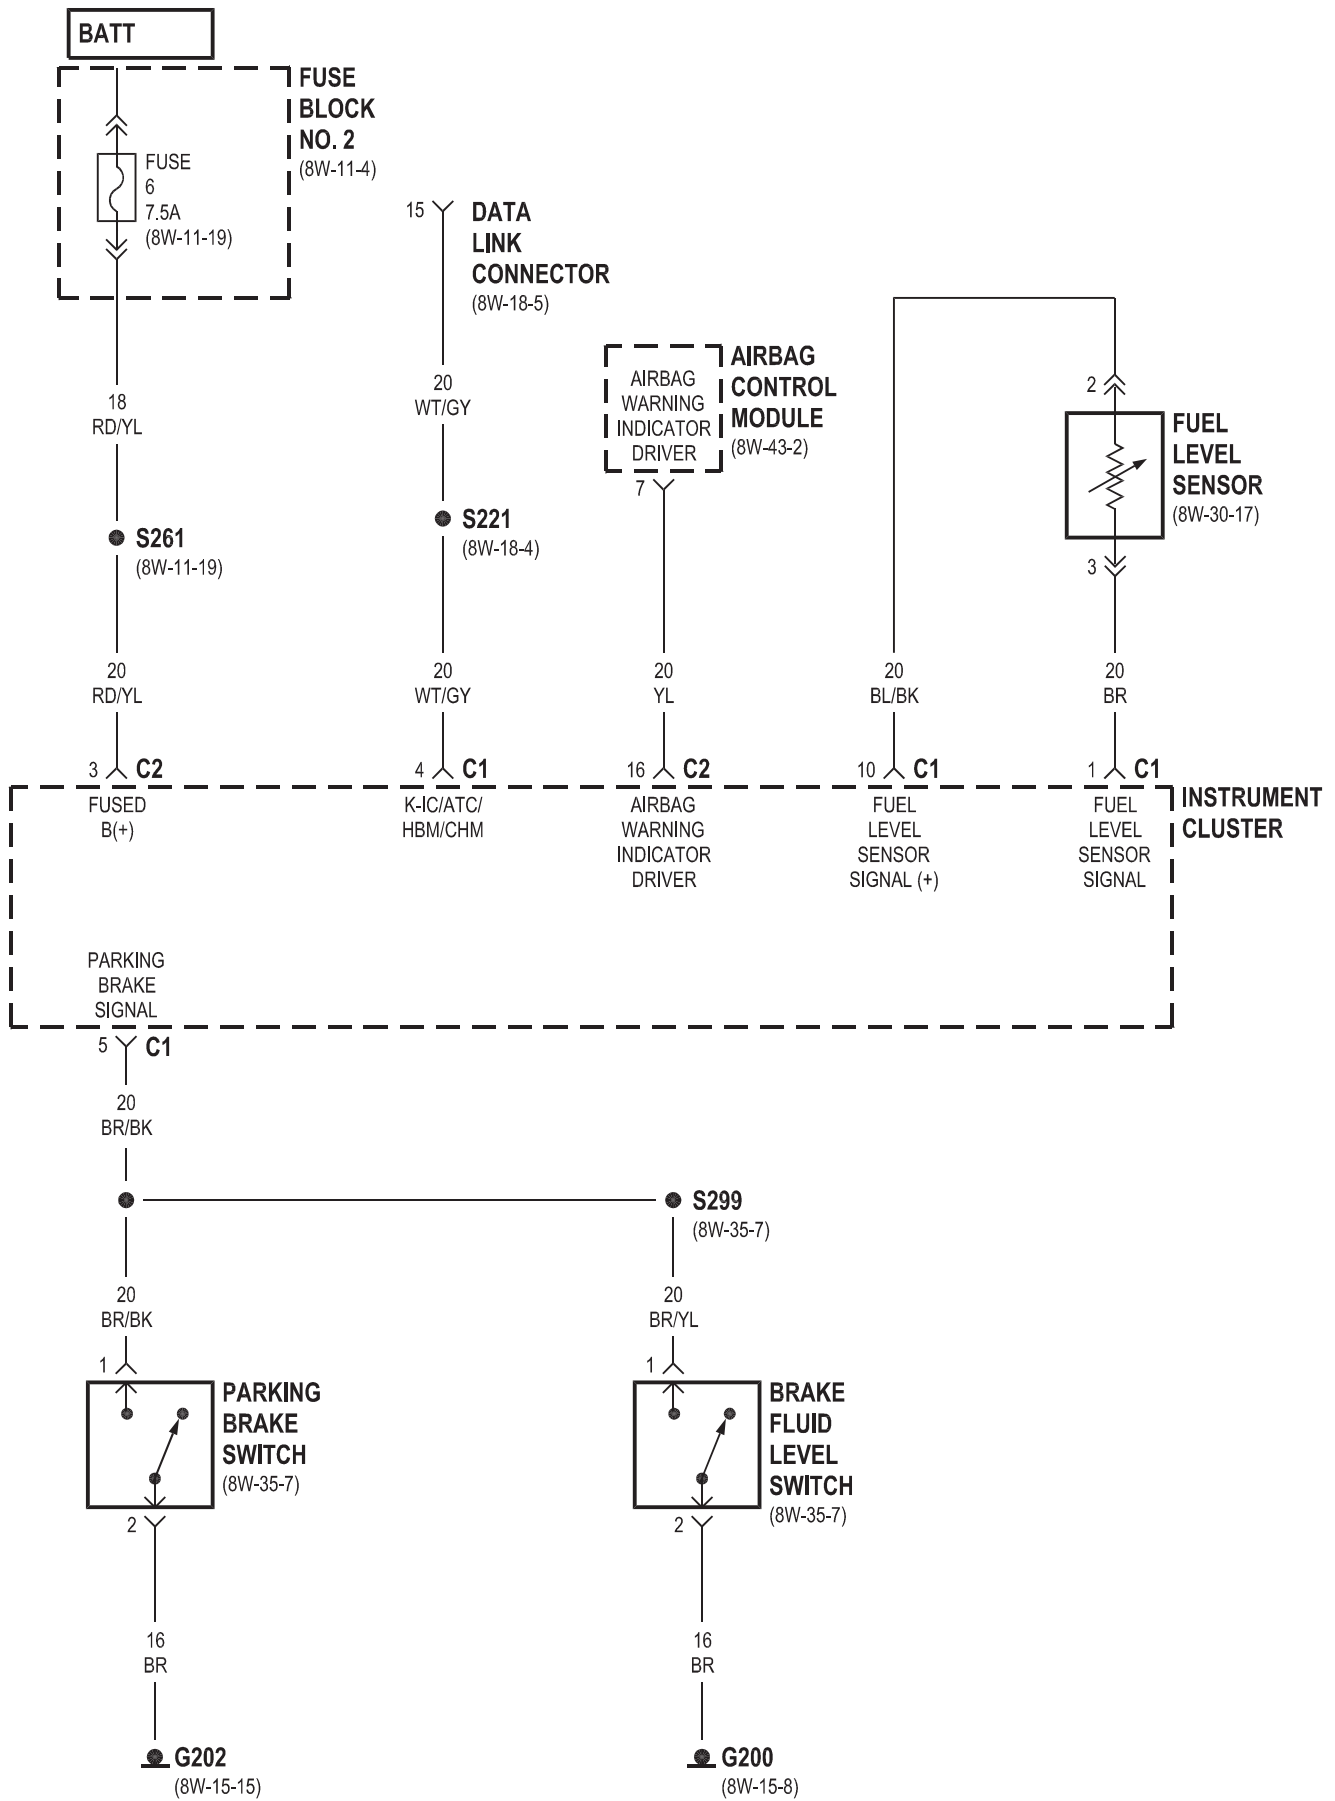 BATT
FUSE
BLOCK
NO. 2
(8W-11-4)
FUSE
6
7.5A
(8W-11-19)
15
DATA
LINK
CONNECTOR
(8W-18-5)
AIRBAG
WARNING
INDICATOR
DRIVER
AIRBAG
CONTROL
MODULE
(8W-43-2)
7
2
FUEL
LEVEL
SENSOR
(8W-30-17)
3
18
RD/YL
20
WT/GY
S261
(8W-11-19)
S221
(8W-18-4)
20
RD/YL
20
WT/GY
20
YL
20
BL/BK
20
BR
3
C2
4
C1
16
C2
10
C1
1
C1
INSTRUMENT
CLUSTER
FUSED
B(+)
K-IC/ATC/
HBM/CHM
AIRBAG
WARNING
INDICATOR
DRIVER
FUEL
LEVEL
SENSOR
SIGNAL (+)
FUEL
LEVEL
SENSOR
SIGNAL
PARKING
BRAKE
SIGNAL
5
C1
20
BR/BK
S299
(8W-35-7)
20
BR/BK
20
BR/YL
1
PARKING
BRAKE
SWITCH
(8W-35-7)
2
1
BRAKE
FLUID
LEVEL
SWITCH
(8W-35-7)
2
16
BR
16
BR
G202
(8W-15-15)
G200
(8W-15-8)